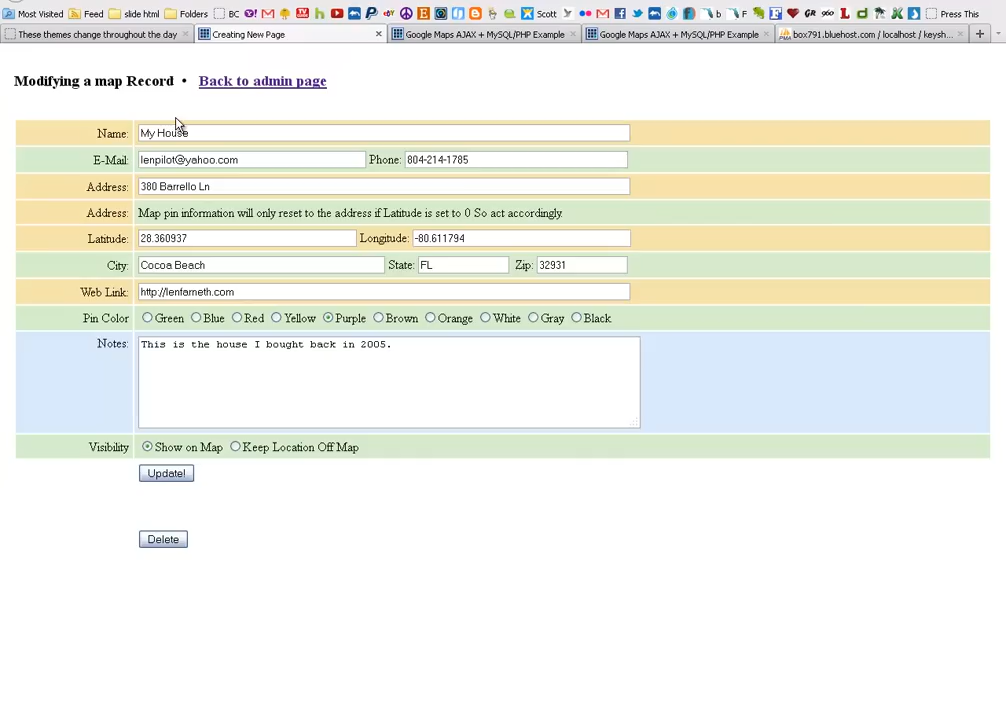 Most Visited Feed slide html Folders BC Scott GR 960 Press This
These themes change throughout the day Creating New Page Google Maps AJAX + MySQL/PHP Example Google Maps AJAX + MySQL/PHP Example box791.bluehost.com / localhost / keysh...
Modifying a map Record • Back to admin page
Name: My House
E-Mail: lenpilot@yahoo.com Phone: 804-214-1785
Address: 380 Barrello Ln
Address: Map pin information will only reset to the address if Latitude is set to 0 So act accordingly.
Latitude: 28.360937 Longitude: -80.611794
City: Cocoa Beach State: FL Zip: 32931
Web Link: http://lenfarneth.com
Pin Color Green Blue Red Yellow Purple Brown Orange White Gray Black
Notes: This is the house I bought back in 2005.
Visibility Show on Map Keep Location Off Map
Update!
Delete